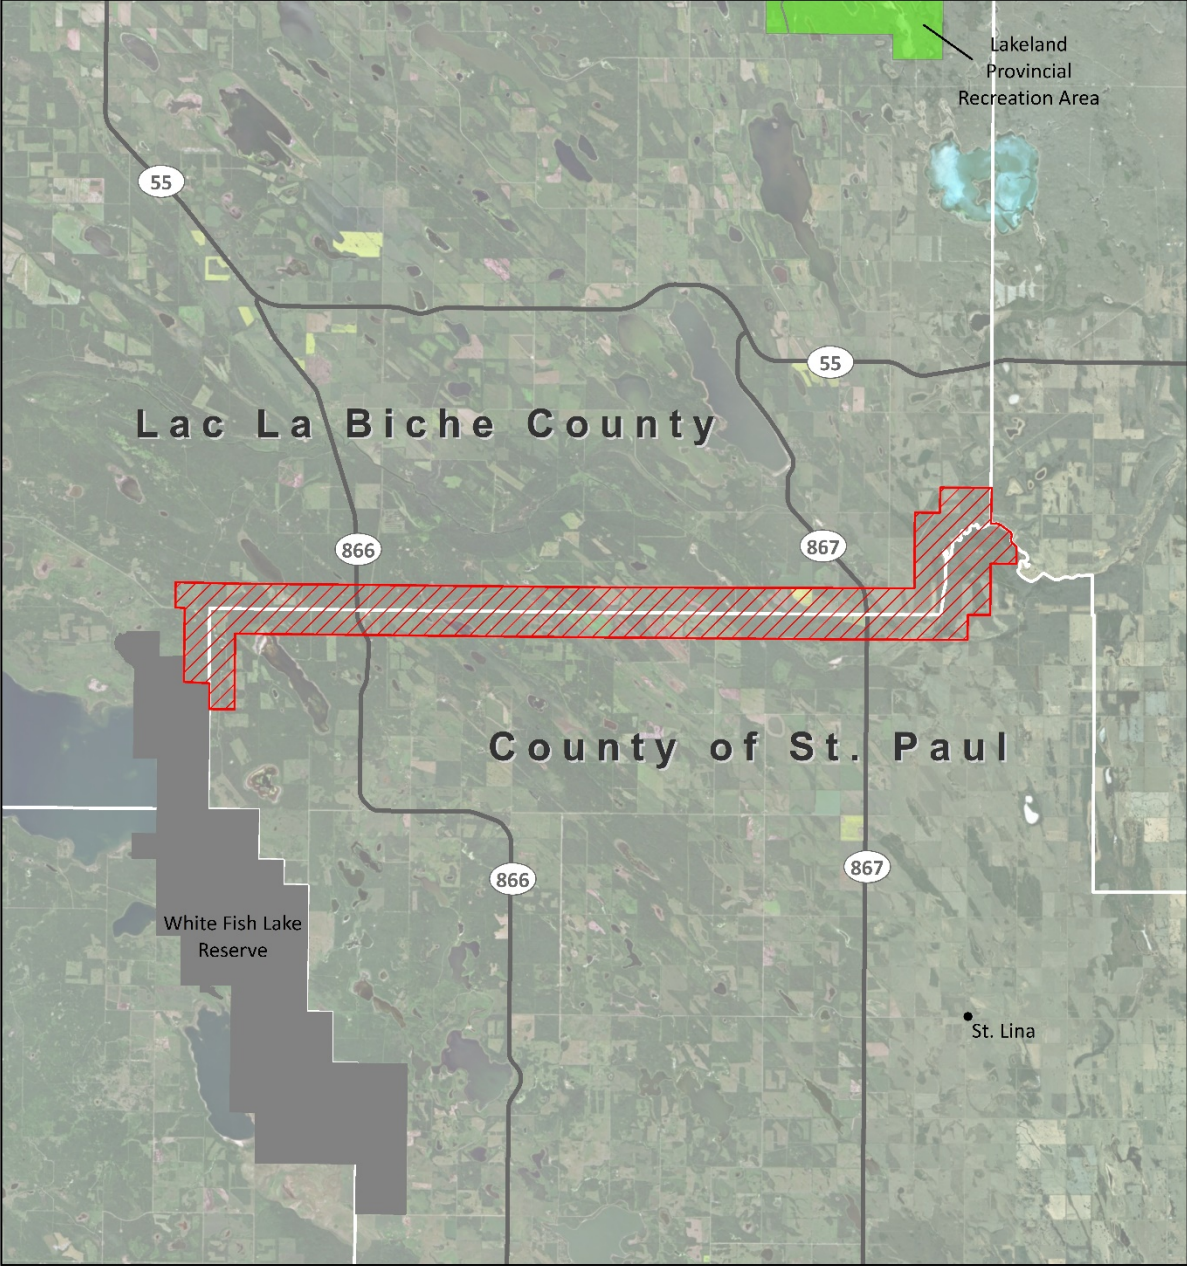 Lakeland
Provincial
Recreation Area
55
55
Lac La Biche County
866
867
County of St. Paul
866
867
White Fish Lake
Reserve
St. Lina